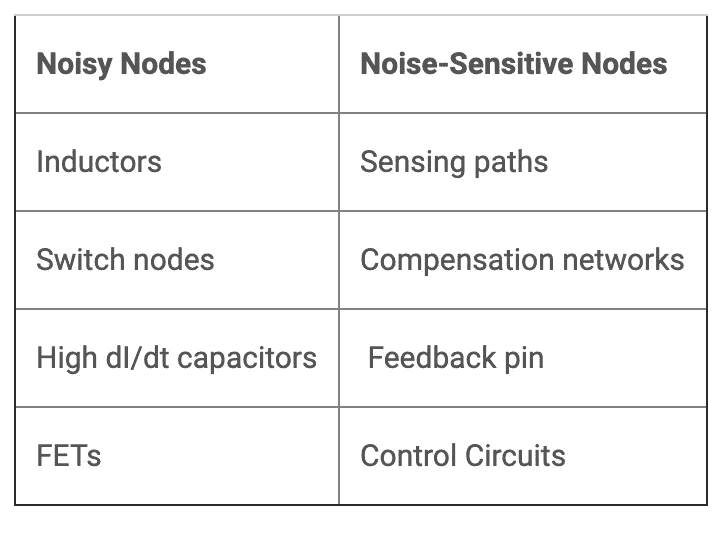 Noisy Nodes
Noise-Sensitive Nodes
Inductors
Sensing paths
Switch nodes
Compensation networks
High dI/dt capacitors
Feedback pin
FETs
Control Circuits